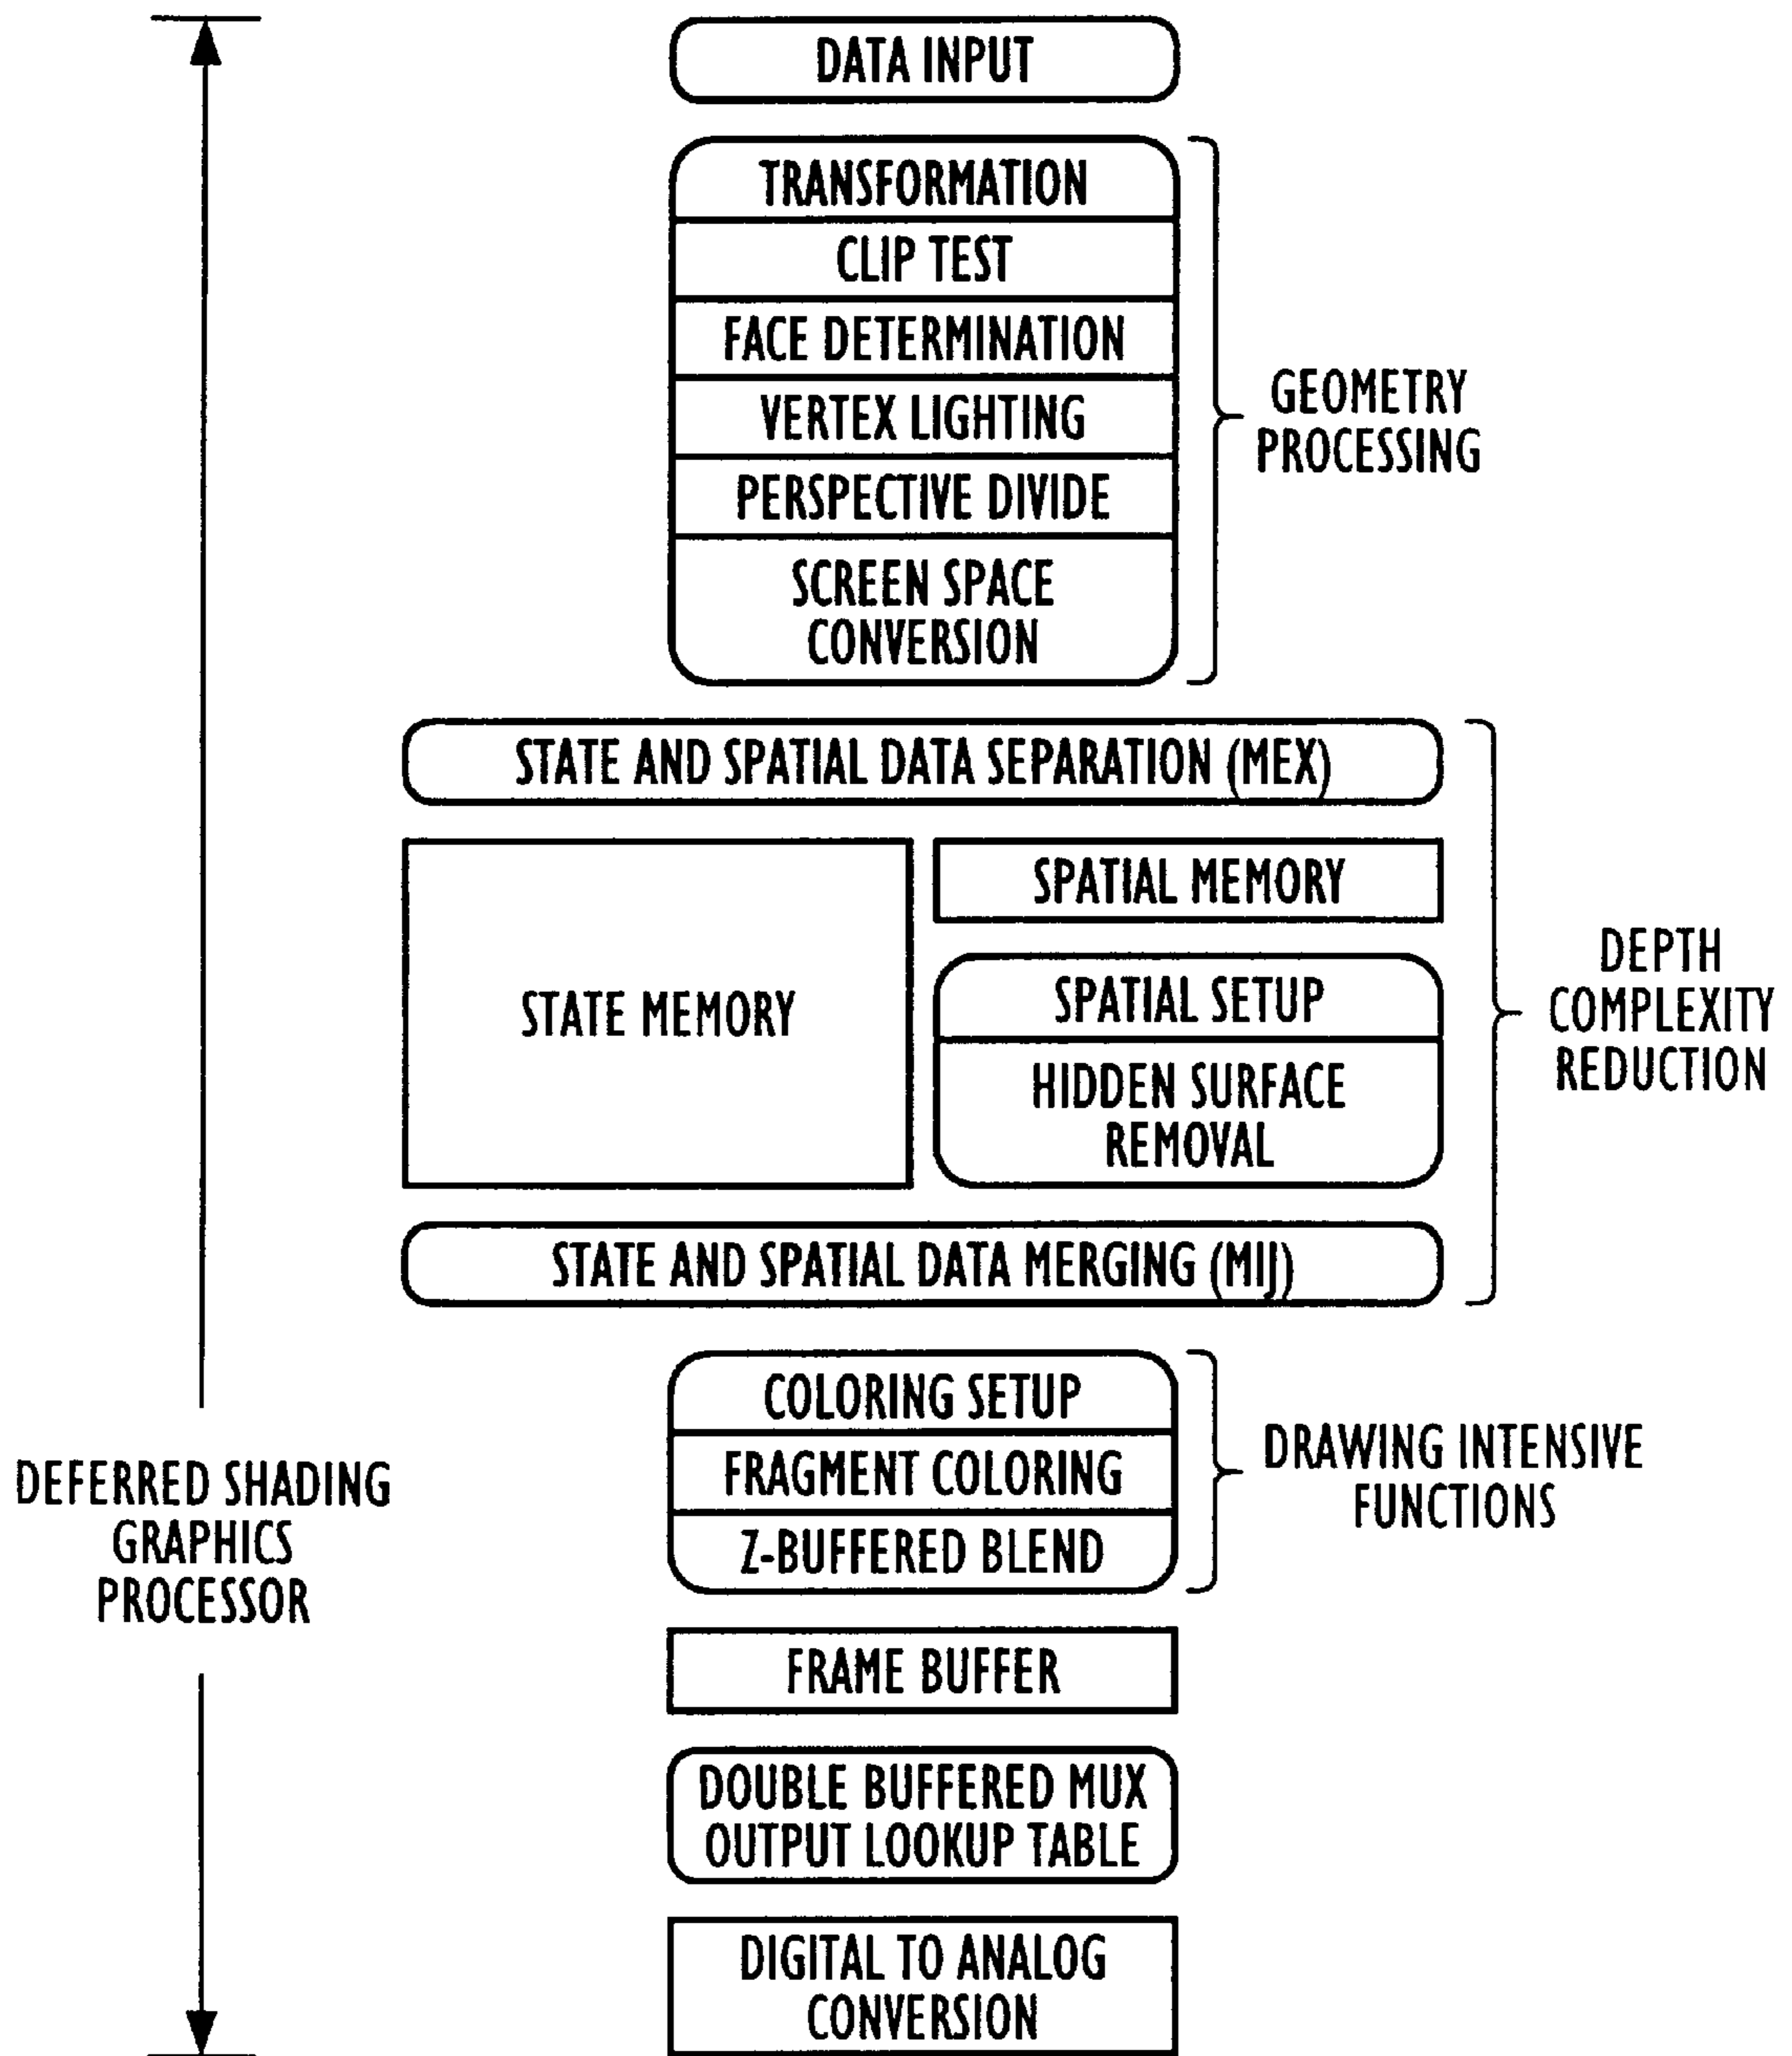 DATA INPUT
TRANSFORMATION
CLIP TEST
FACE DETERMINATION
VERTEX LIGHTING
PERSPECTIVE DIVIDE
SCREEN SPACE
CONVERSION
GEOMETRY
PROCESSING
STATE AND SPATIAL DATA SEPARATION (MEX)
STATE MEMORY
SPATIAL MEMORY
SPATIAL SETUP
HIDDEN SURFACE
REMOVAL
STATE AND SPATIAL DATA MERGING (MIJ)
DEPTH
COMPLEXITY
REDUCTION
COLORING SETUP
FRAGMENT COLORING
Z-BUFFERED BLEND
DRAWING INTENSIVE
FUNCTIONS
DEFERRED SHADING
GRAPHICS
PROCESSOR
FRAME BUFFER
DOUBLE BUFFERED MUX
OUTPUT LOOKUP TABLE
DIGITAL TO ANALOG
CONVERSION